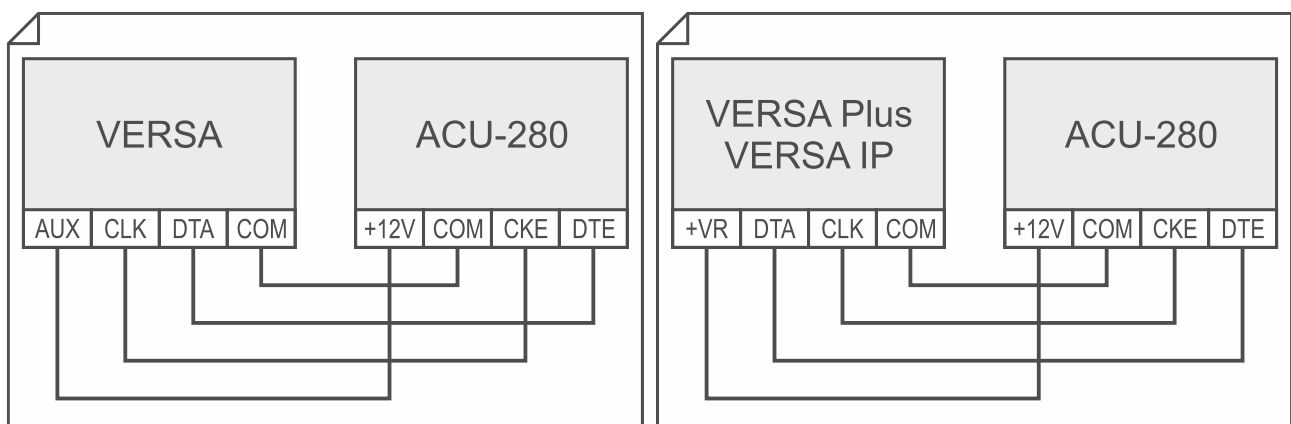 VERSA
ACU-280
AUX CLK DTA COM
+12V COM CKE DTE
VERSA Plus
VERSA IP
ACU-280
+VR DTA CLK COM
+12V COM CKE DTE